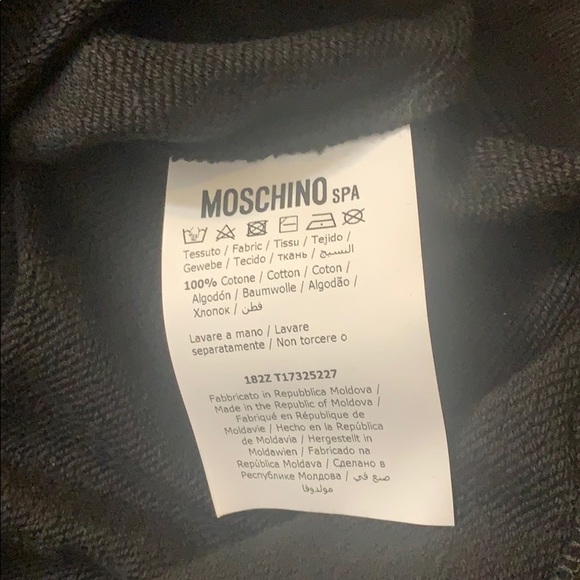 MOSCHINO SPA
Tessuto / Fabric / Tissu / Tejido /
Gewebe / Tecido / ткань / النسيج
100% Cotone / Cotton / Coton /
Algodón / Baumwolle / Algodão /
Хлопок / قطن
Lavare a mano / Lavare
separatamente / Non torcere o
182Z T17325227
Fabbricato in Repubblica Moldova /
Made in the Republic of Moldova /
Fabriqué en République de
Moldavie / Hecho en la República
de Moldavia / Hergestellt in
Moldawien / Fabricado na
República Moldava / Сделано в
Республике Молдова / صنع في
مولدوفا